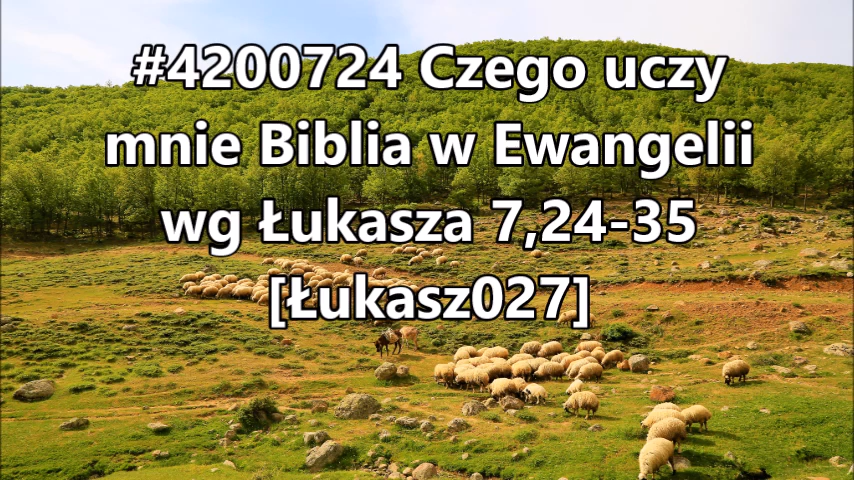 #4200724 Czego uczy
mnie Biblia w Ewangelii
wg Łukasza 7,24-35
[Łukasz027]